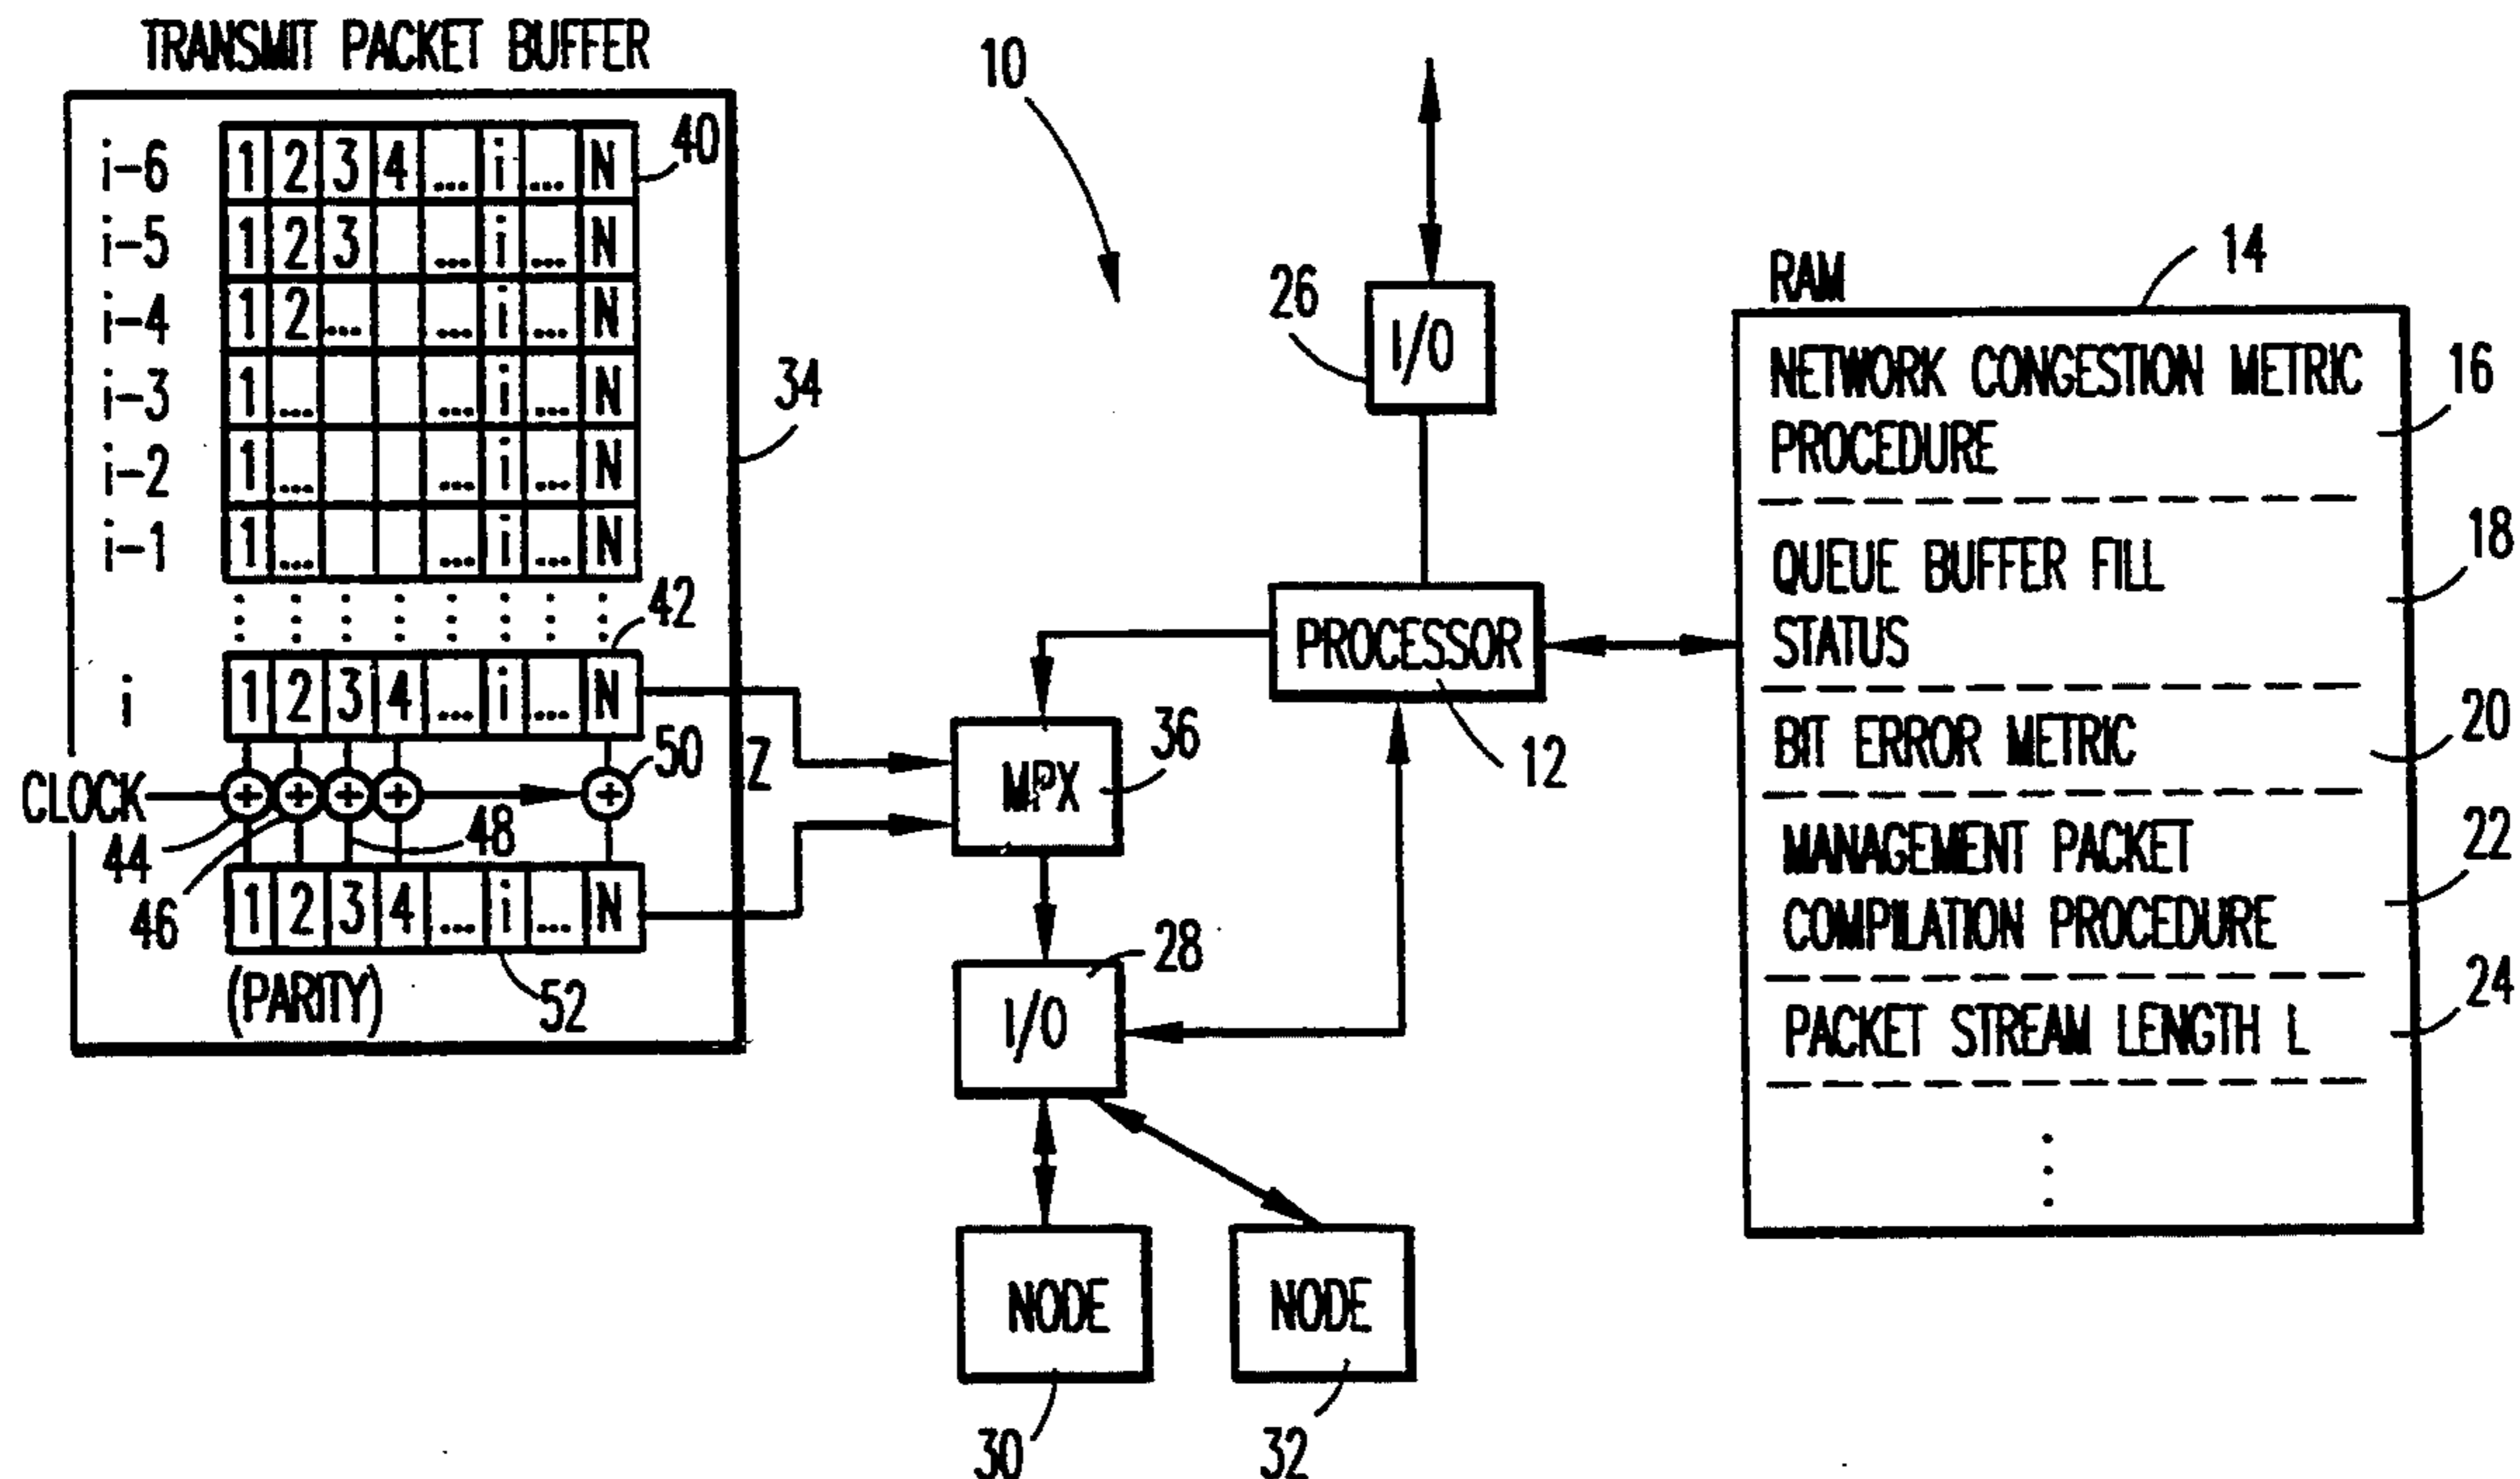 TRANSMIT PACKET BUFFER
i-6 1 2 3 4 ... i ... N 40
i-5 1 2 3 ... i ... N
i-4 1 2 ... ... i ... N
i-3 1 ... ... i ... N
i-2 1 ... ... i ... N
i-1 1 ... ... i ... N
34
42
i 1 2 3 4 ... i ... N
CLOCK + + + + + 50
Z
44 46 48
1 2 3 4 ... i ... N
(PARITY) 52
10
26
I/O
PROCESSOR
12
MPX 36
I/O 28
NODE NODE
30 32
RAM 14
NETWORK CONGESTION METRIC 16
PROCEDURE
QUEUE BUFFER FILL 18
STATUS
BIT ERROR METRIC 20
MANAGEMENT PACKET 22
COMPILATION PROCEDURE
PACKET STREAM LENGTH L 24